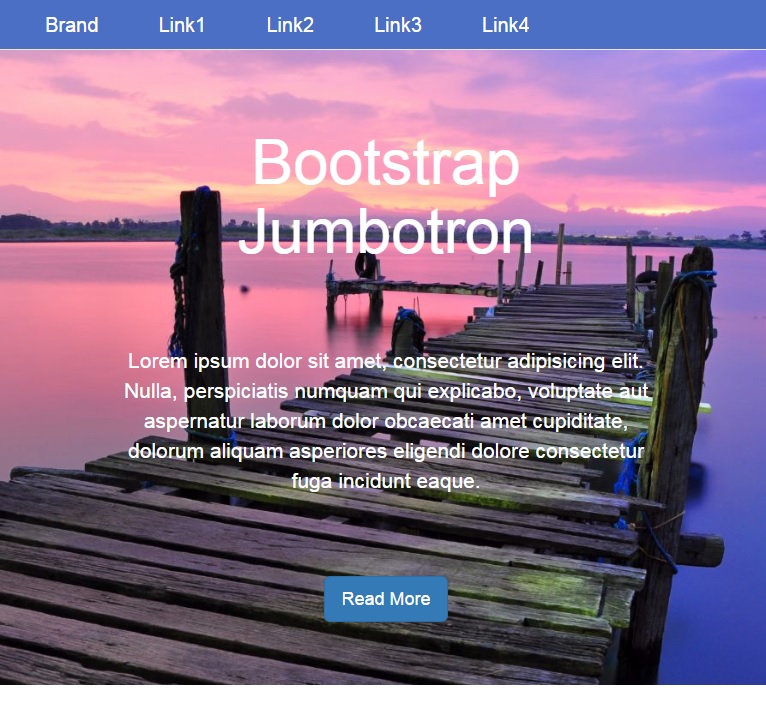 Brand Link1 Link2 Link3 Link4
Bootstrap
Jumbotron
Lorem ipsum dolor sit amet, consectetur adipisicing elit.
Nulla, perspiciatis numquam qui explicabo, voluptate aut
aspernatur laborum dolor obcaecati amet cupiditate,
dolorum aliquam asperiores eligendi dolore consectetur
fuga incidunt eaque.
Read More